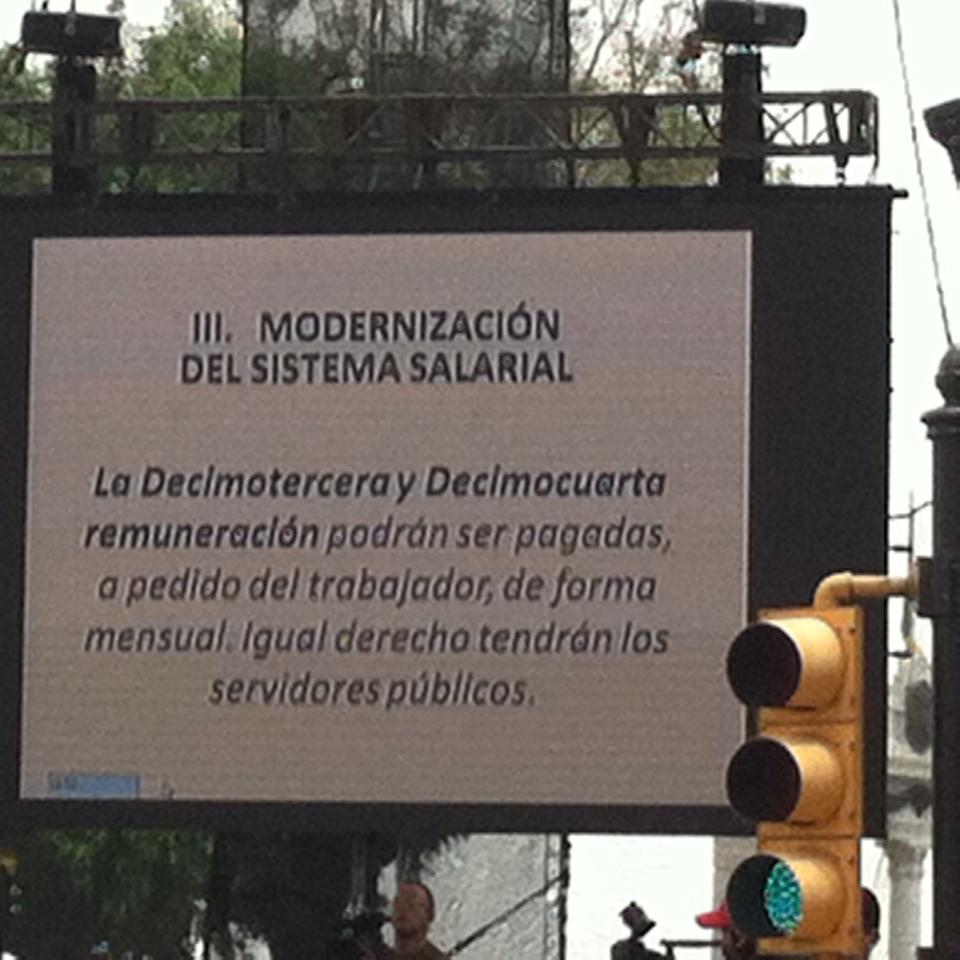 III. MODERNIZACIÓN
DEL SISTEMA SALARIAL
La Decimotercera y Decimocuarta
remuneración podrán ser pagadas,
a pedido del trabajador, de forma
mensual. Igual derecho tendrán los
servidores públicos.